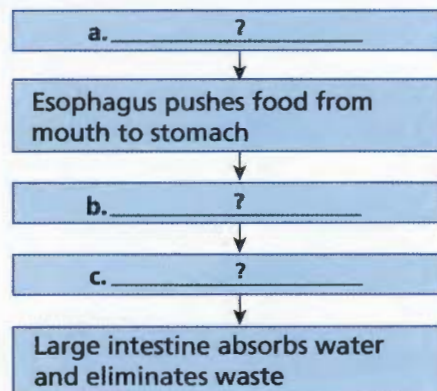 a. ?
Esophagus pushes food from
mouth to stomach
b. ?
c. ?
Large intestine absorbs water
and eliminates waste